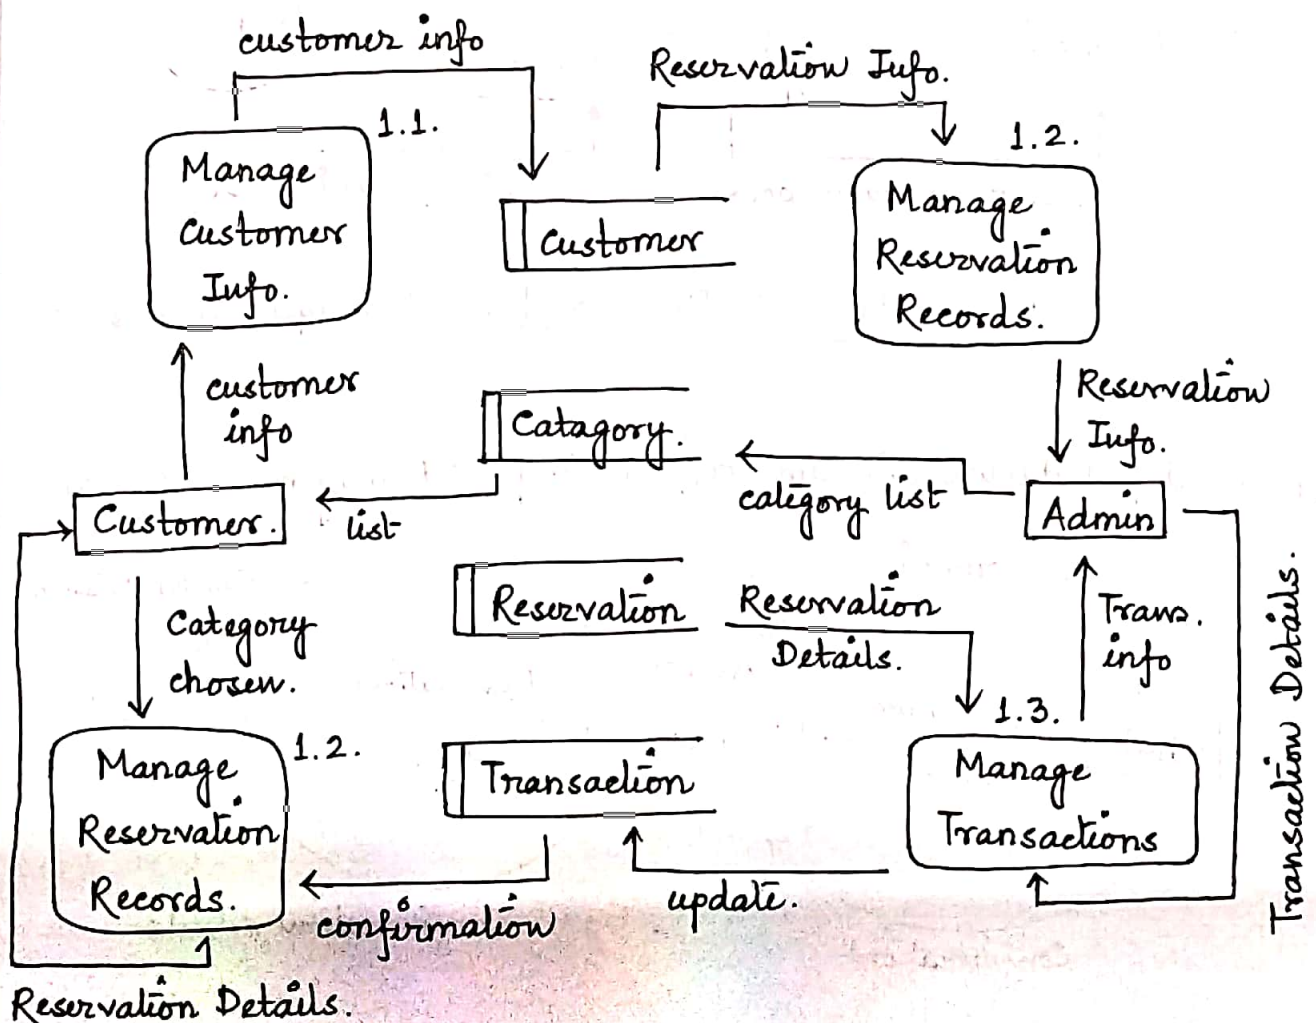 customer info
Reservation Info.
1.1.
1.2.
Manage
Customer
Info.
Customer
Manage
Reservation
Records.
customer
info
Catagory.
Reservation
Info.
category list
list
Customer.
Admin
Reservation
Reservation
Details.
Trans.
info
Category
chosen.
Transaction Details.
1.2.
1.3.
Manage
Reservation
Records.
Transaction
Manage
Transactions
update.
confirmation
Reservation Details.